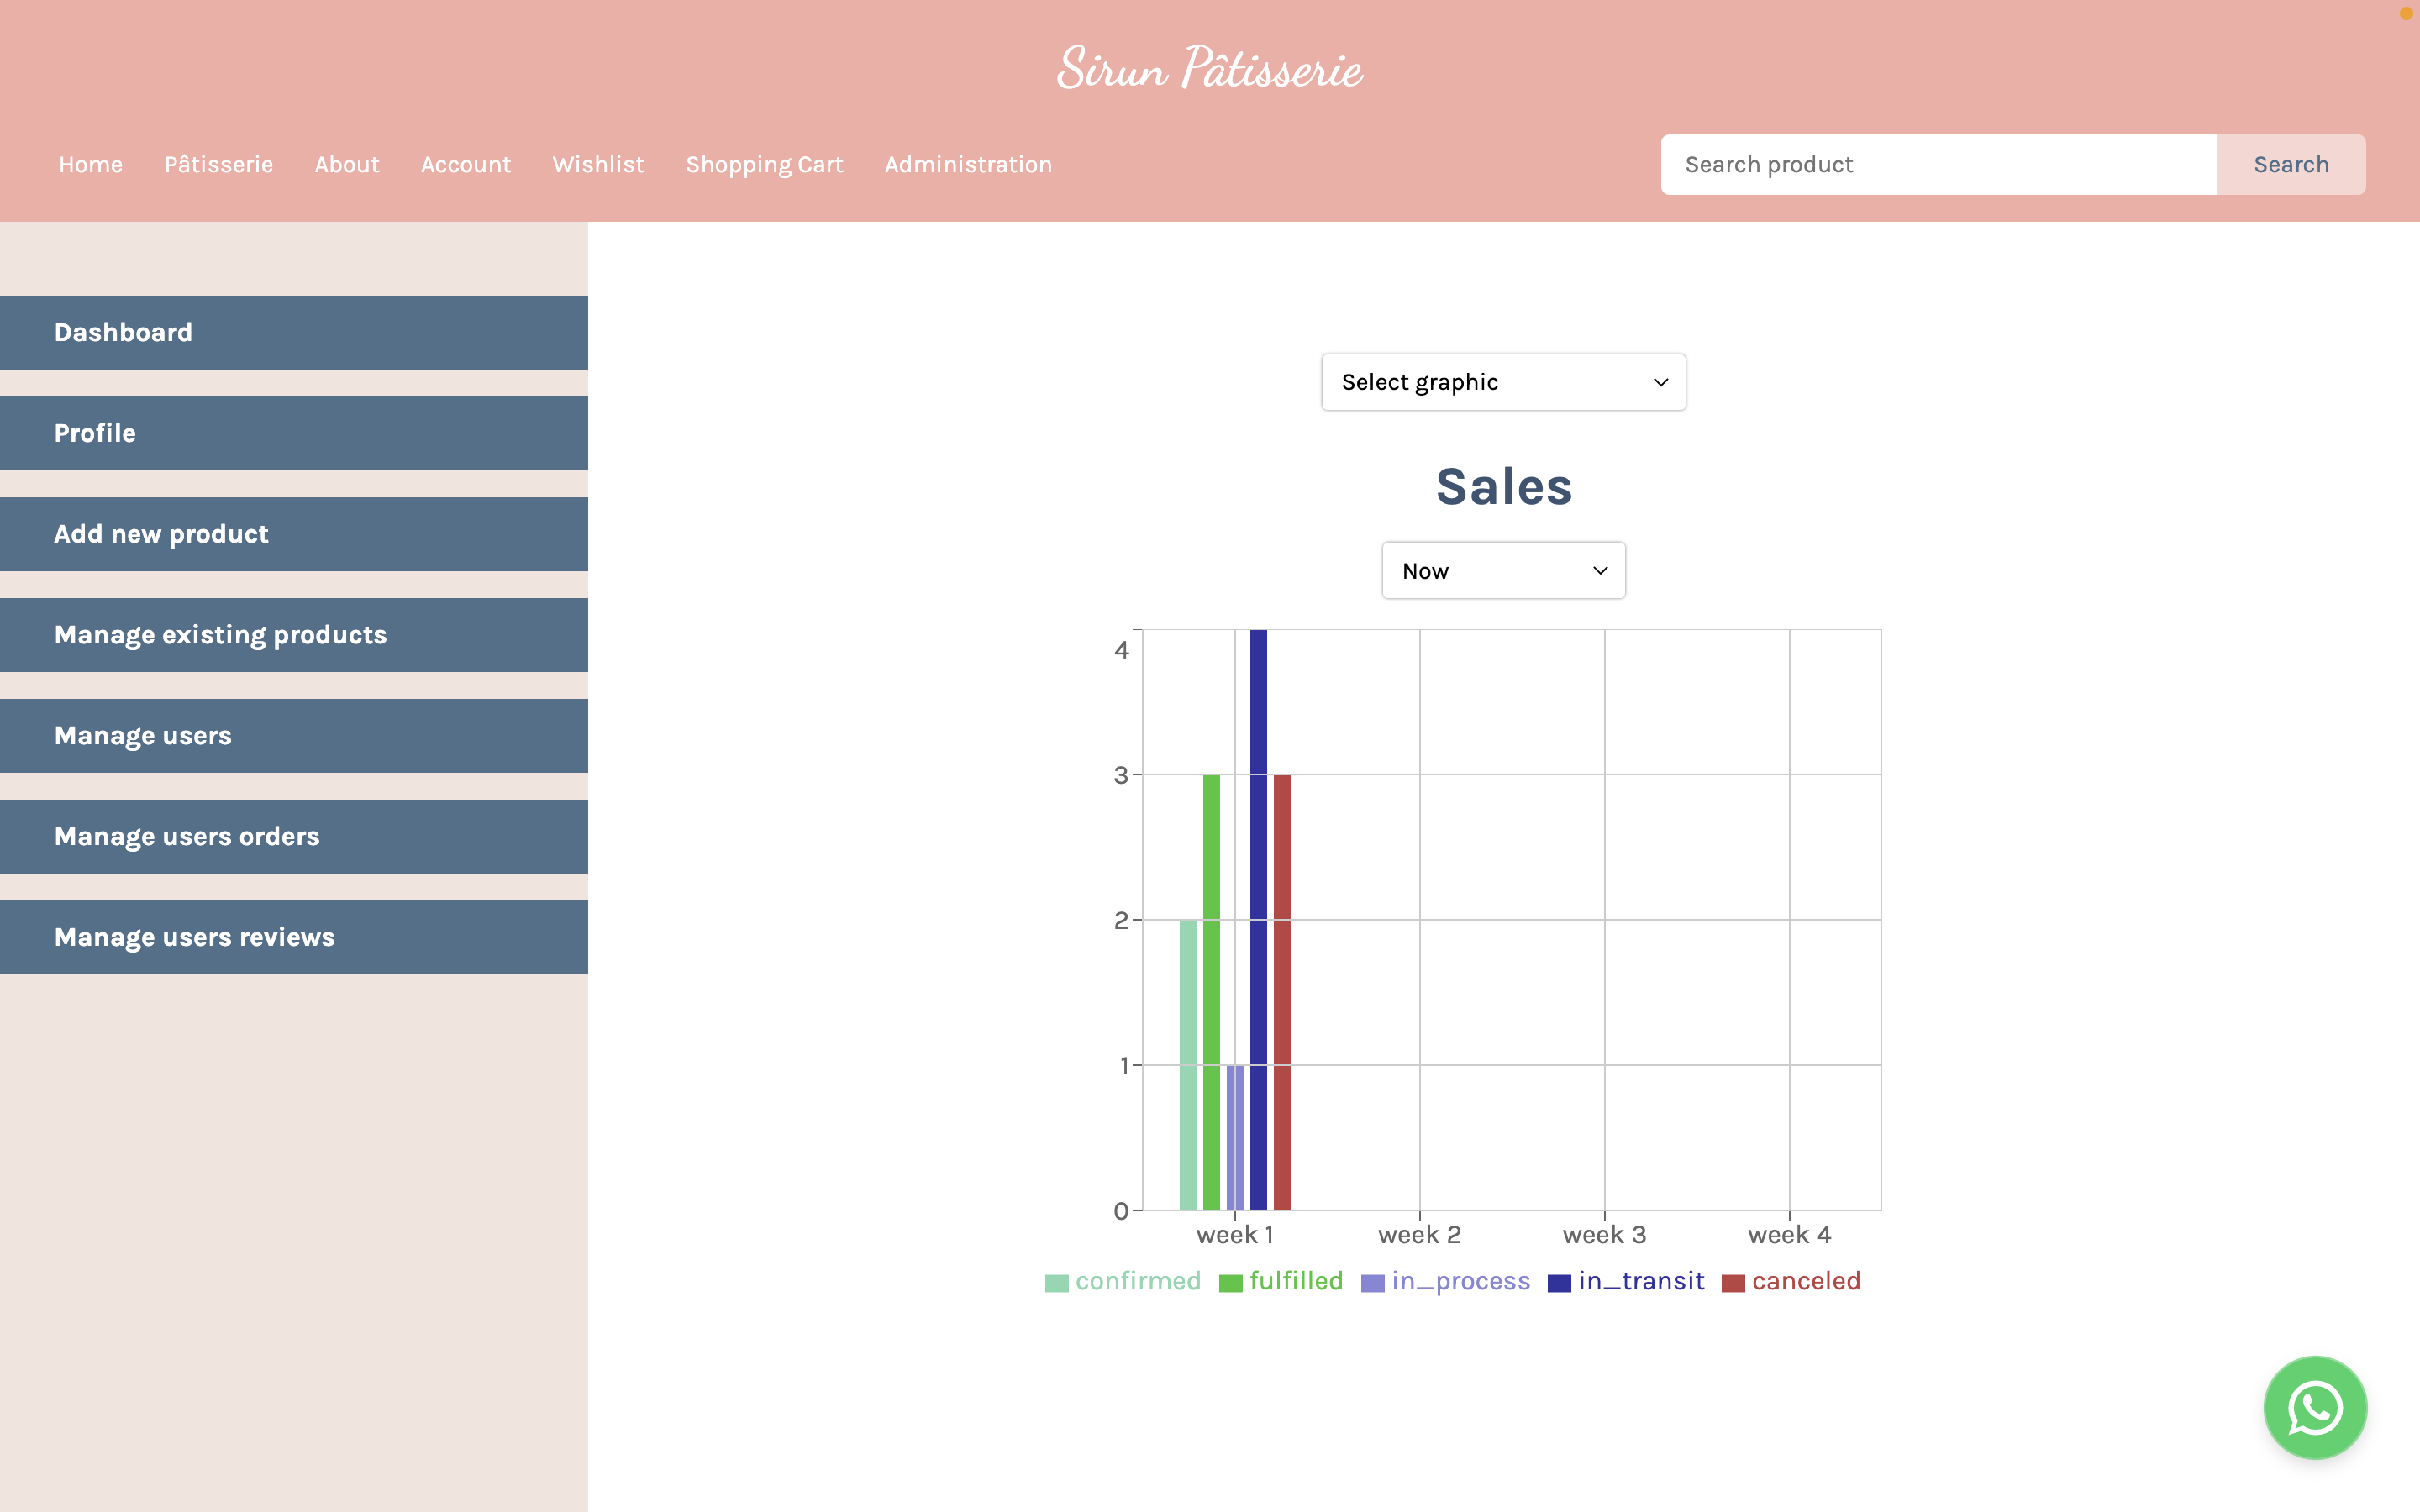 Sirun Pâtisserie
Home Pâtisserie About Account Wishlist Shopping Cart Administration
Search product Search
Dashboard
Profile
Add new product
Manage existing products
Manage users
Manage users orders
Manage users reviews
Select graphic
Sales
Now
4
3
2
1
0
week 1 week 2 week 3 week 4
confirmed fulfilled in_process in_transit canceled